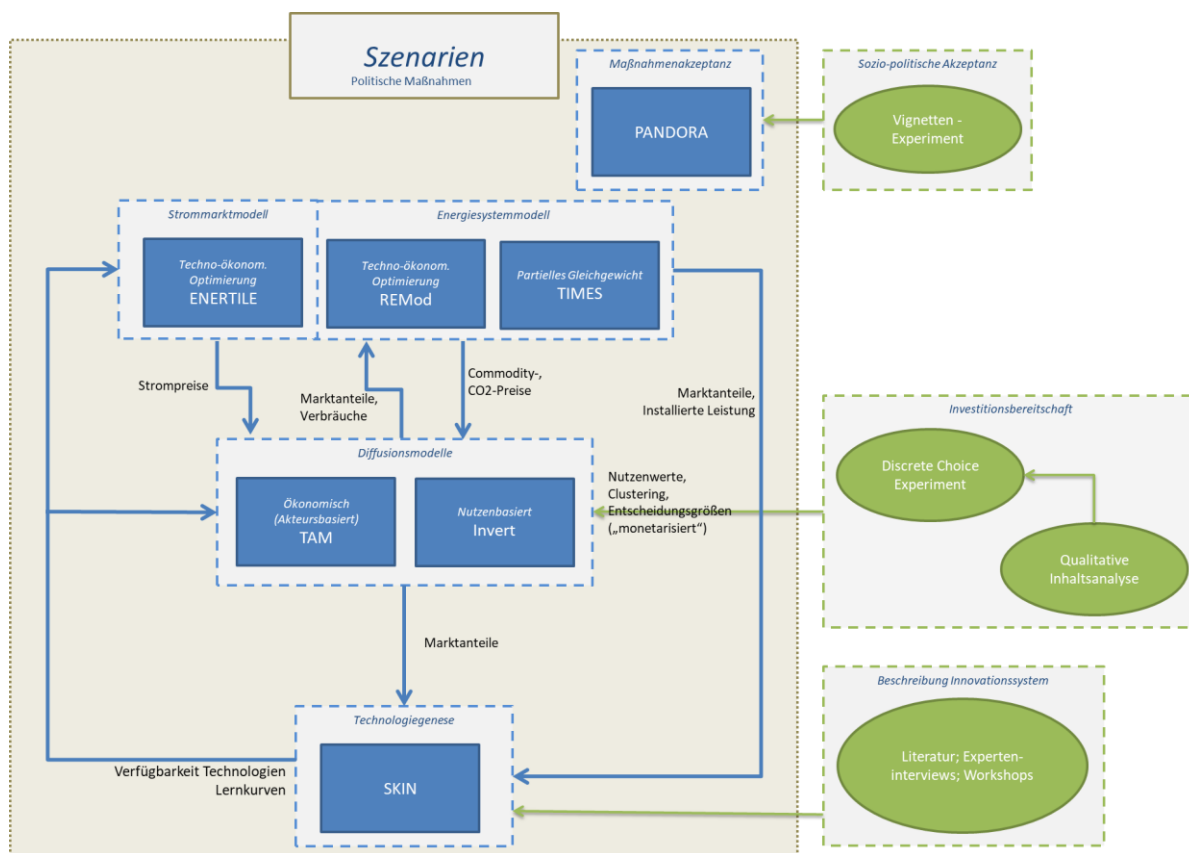 Szenarien
Politische Maßnahmen
Maßnahmenakzeptanz
PANDORA
Sozio-politische Akzeptanz
Vignetten -
Experiment
Strommarktmodell
Techno-ökonom.
Optimierung
ENERTILE
Energiesystemmodell
Techno-ökonom.
Optimierung
REMod
Partielles Gleichgewicht
TIMES
Strompreise
Marktanteile,
Verbräuche
Commodity-,
CO2-Preise
Marktanteile,
Installierte Leistung
Diffusionsmodelle
Ökonomisch
(Akteursbasiert)
TAM
Nutzenbasiert
Invert
Nutzenwerte,
Clustering,
Entscheidungsgrößen
(„monetarisiert“)
Investitionsbereitschaft
Discrete Choice
Experiment
Qualitative
Inhaltsanalyse
Marktanteile
Technologiegenese
SKIN
Verfügbarkeit Technologien
Lernkurven
Beschreibung Innovationssystem
Literatur; Experten-
interviews; Workshops